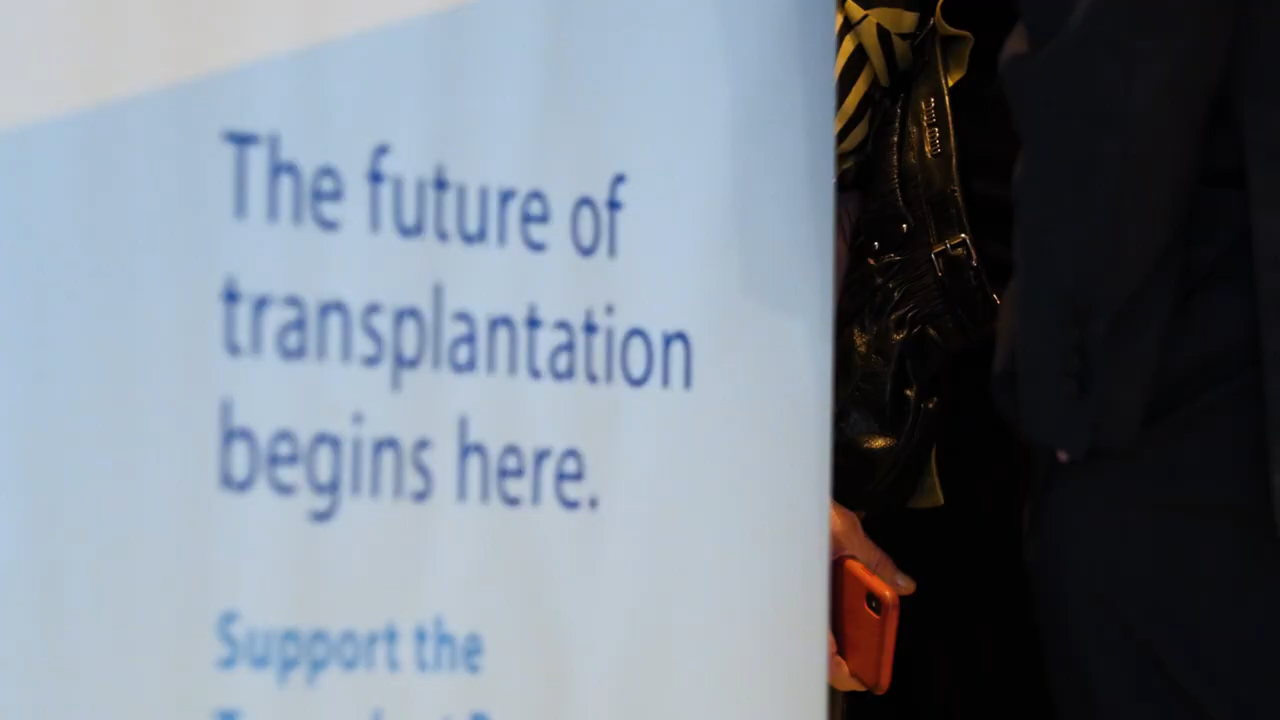 The future of
transplantation
begins here.
Support the